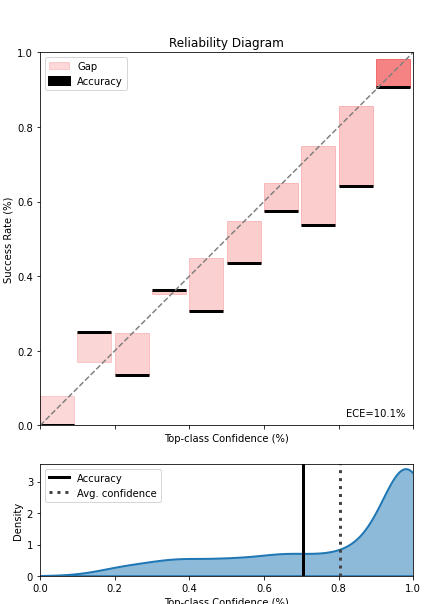 Reliability Diagram
1.0
Gap
Accuracy
0.8
0.6
Success Rate (%)
0.4
0.2
ECE=10.1%
0.0
Top-class Confidence (%)
Accuracy
Avg. confidence
3
2
Density
1
0
0.0 0.2 0.4 0.6 0.8 1.0
Top-class Confidence (%)